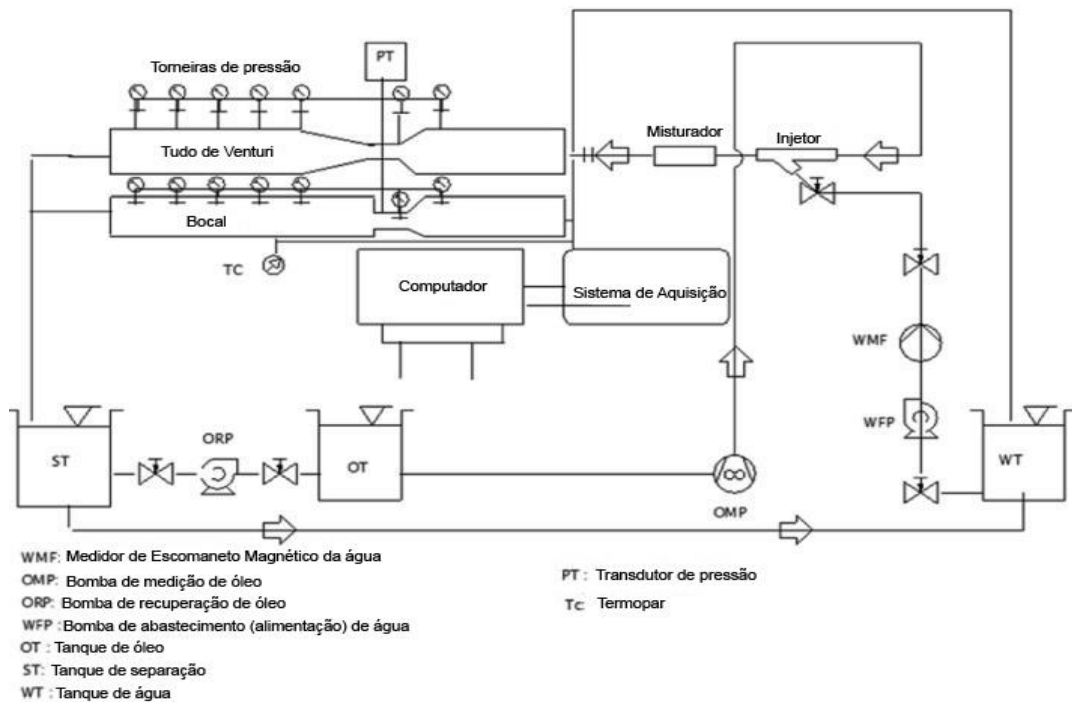 Torneiras de pressão
PT
Tudo de Venturi
Bocal
TC
Misturador
Injetor
Computador
Sistema de Aquisição
WMF
WFP
ORP
ST
OT
OMP
WT
WMF: Medidor de Escomaneto Magnético da água
OMP: Bomba de medição de óleo
ORP: Bomba de recuperação de óleo
WFP : Bomba de abastecimento (alimentação) de água
OT : Tanque de óleo
ST: Tanque de separação
WT : Tanque de água
PT : Transdutor de pressão
Tc: Termopar